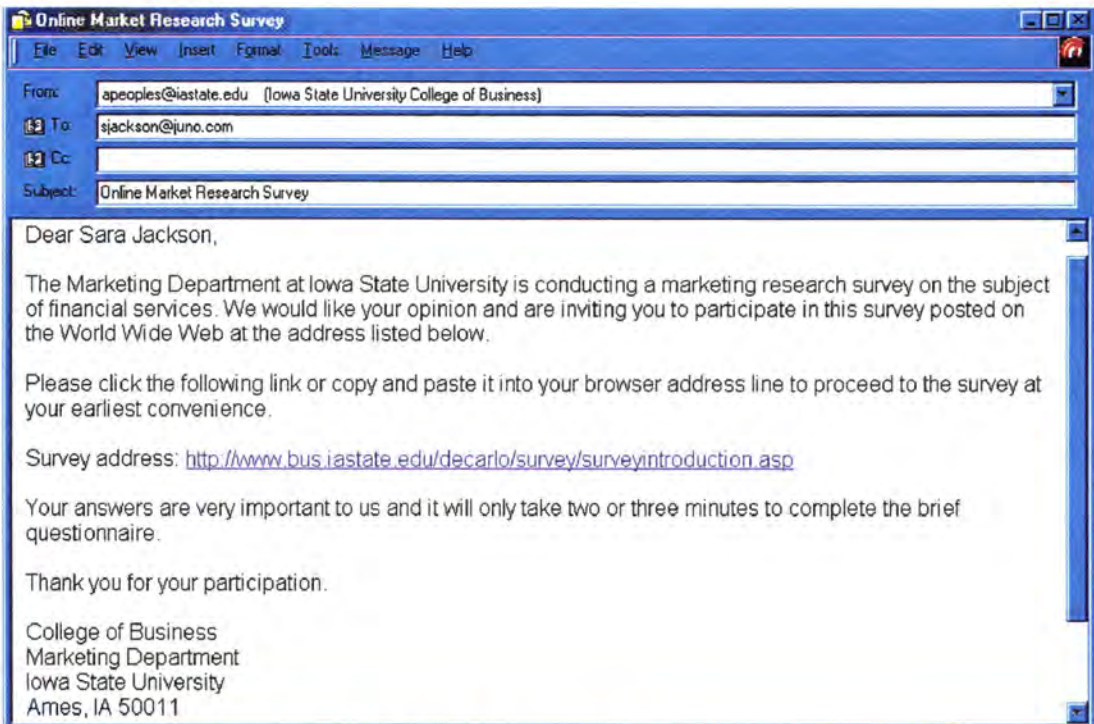 Online Market Research Survey
File Edit View Insert Format Tools Message Help
From: apeoples@iastate.edu (Iowa State University College of Business)
To: sjackson@juno.com
Cc:
Subject: Online Market Research Survey
Dear Sara Jackson,
The Marketing Department at Iowa State University is conducting a marketing research survey on the subject
of financial services. We would like your opinion and are inviting you to participate in this survey posted on
the World Wide Web at the address listed below.
Please click the following link or copy and paste it into your browser address line to proceed to the survey at
your earliest convenience.
Survey address: http://www.bus.iastate.edu/decarlo/survey/surveyintroduction.asp
Your answers are very important to us and it will only take two or three minutes to complete the brief
questionnaire.
Thank you for your participation.
College of Business
Marketing Department
Iowa State University
Ames, IA 50011